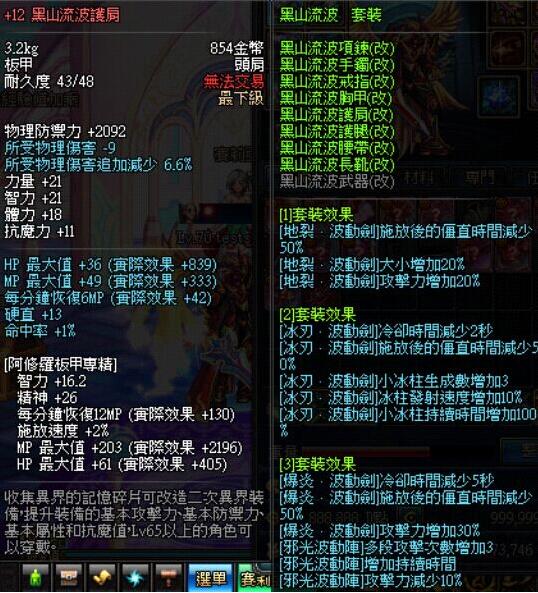 +12 黑山流波護肩
3.2kg 854金幣
板甲 頭肩
耐久度 43/48 無法交易
最下級
物理防禦力 +2092
所受物理傷害 -9
所受物理傷害追加減少 6.6%
力量 +21
智力 +21
體力 +18
抗魔力 +11
HP 最大值 +36 (實際效果 +839)
MP 最大值 +49 (實際效果 +333)
每分鐘恢復6MP (實際效果 +42)
硬直 +13
命中率 +1%
[阿修羅板甲專精]
智力 +16.2
精神 +26
每分鐘恢復12MP (實際效果 +130)
施放速度 +2%
MP 最大值 +203 (實際效果 +2196)
HP 最大值 +61 (實際效果 +405)
收集異界的記憶碎片可改造二次異界裝
備,提升裝備的基本攻擊力、基本防禦力、
基本屬性和抗魔值,Lv65以上的角色可
以穿戴。
選單
賽利
黑山流波 套裝
黑山流波項鍊(改)
黑山流波手鐲(改)
黑山流波戒指(改)
黑山流波胸甲(改)
黑山流波護肩(改)
黑山流波護腿(改)
黑山流波腰帶(改)
黑山流波長靴(改)
黑山流波武器(改)
[1]套裝效果
[地裂 · 波動劍]施放後的僵直時間減少
50%
[地裂 · 波動劍]大小增加20%
[地裂 · 波動劍]攻擊力增加20%
[2]套裝效果
[冰刃 · 波動劍]冷卻時間減少2秒
[冰刃 · 波動劍]施放後的僵直時間減少5
0%
[冰刃 · 波動劍]小冰柱生成數增加3
[冰刃 · 波動劍]冰柱發射速度增加10%
[冰刃 · 波動劍]小冰柱持續時間增加100
%
[3]套裝效果
[爆炎 · 波動劍]冷卻時間減少5秒
[爆炎 · 波動劍]施放後的僵直時間減少
50%
[爆炎 · 波動劍]攻擊力增加30%
[邪光波動陣]多段攻擊次數增加3
[邪光波動陣]增加持續時間
[邪光波動陣]攻擊力減少10%